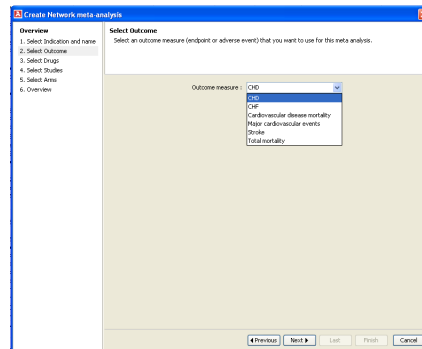 Create Network meta-analysis
Overview
1. Select Indication and name
2. Select Outcome
3. Select Drugs
4. Select Studies
5. Select Arms
6. Overview
Select Outcome
Select an outcome measure (endpoint or adverse event) that you want to use for this meta analysis.
Outcome measure : CHD
CHD
CHF
Cardiovascular disease mortality
Major cardiovascular events
Stroke
Total mortality
Previous Next Last Finish Cancel